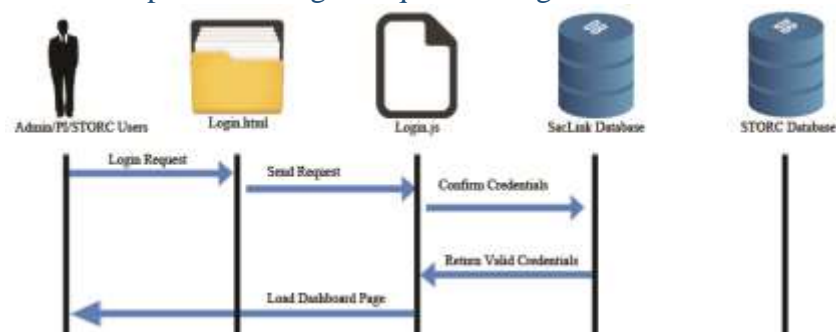 Admin/PI/STORC Users
Login.html
Login.js
SacLink Database
STORC Database
Login Request
Send Request
Confirm Credentials
Return Valid Credentials
Load Dashboard Page